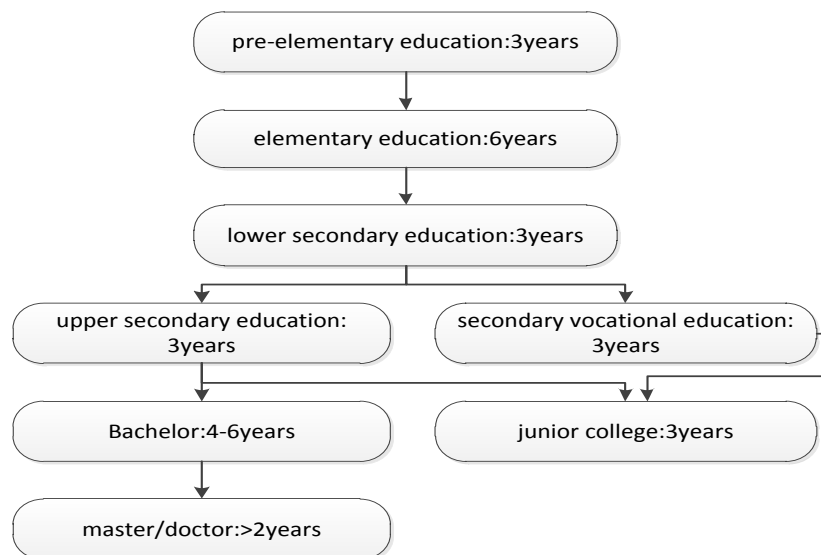 pre-elementary education:3years
elementary education:6years
lower secondary education:3years
upper secondary education:
3years
secondary vocational education:
3years
Bachelor:4-6years
junior college:3years
master/doctor:>2years